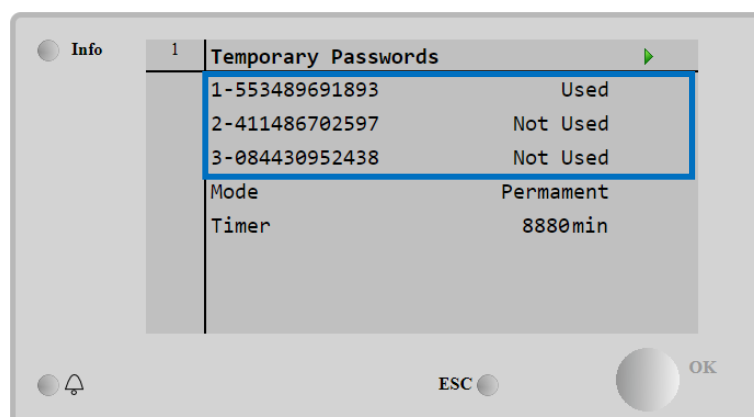 Info
1 Temporary Passwords
1-553489691893 Used
2-411486702597 Not Used
3-084430952438 Not Used
Mode Permament
Timer 8880min
ESC
OK